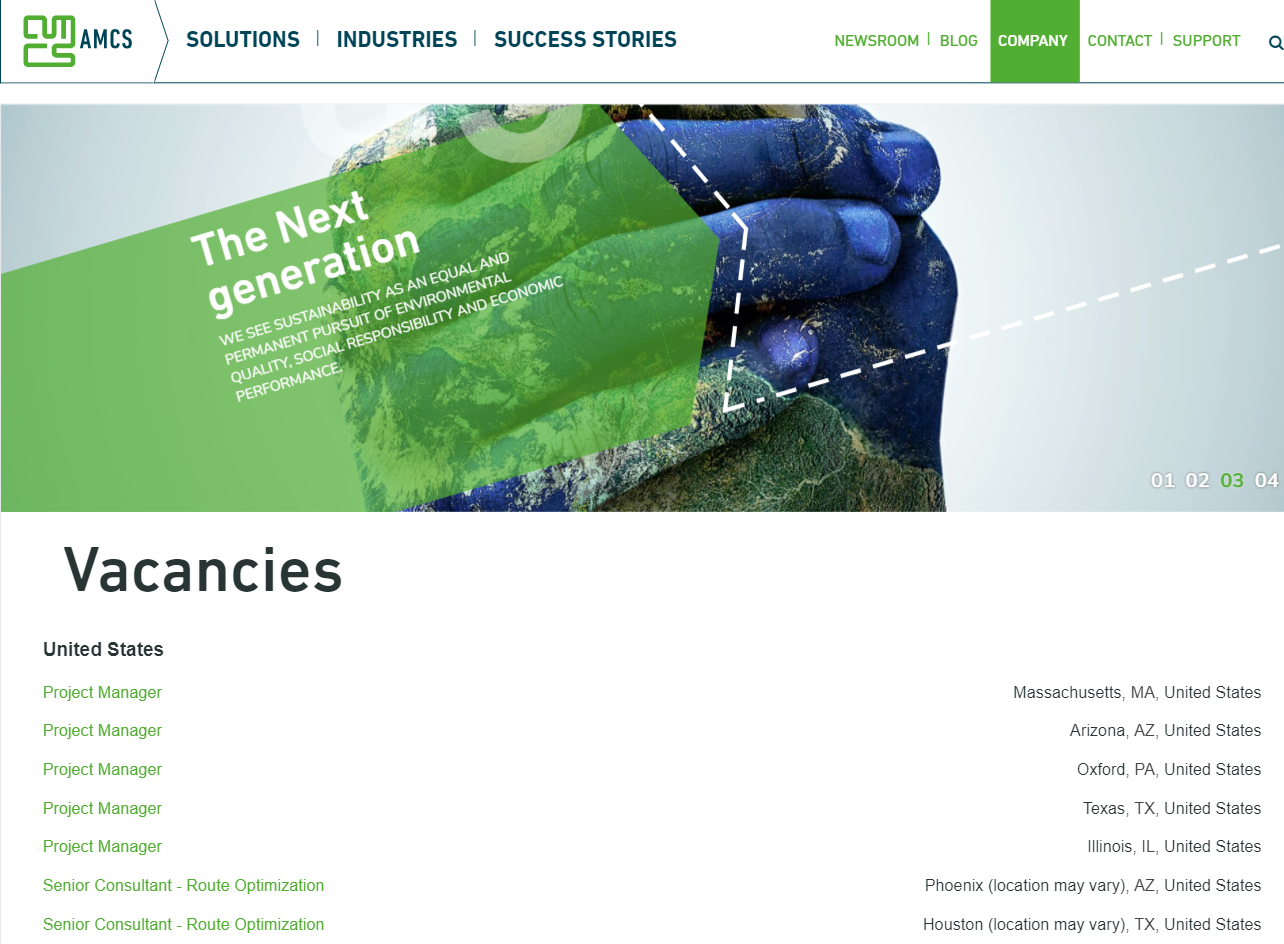 AMCS
SOLUTIONS | INDUSTRIES | SUCCESS STORIES
NEWSROOM | BLOG COMPANY CONTACT | SUPPORT
The Next
generation
WE SEE SUSTAINABILITY AS AN EQUAL AND
PERMANENT PURSUIT OF ENVIRONMENTAL
QUALITY, SOCIAL RESPONSIBILITY AND ECONOMIC
PERFORMANCE.
01 02 03 04
Vacancies
United States
Project Manager Massachusetts, MA, United States
Project Manager Arizona, AZ, United States
Project Manager Oxford, PA, United States
Project Manager Texas, TX, United States
Project Manager Illinois, IL, United States
Senior Consultant - Route Optimization Phoenix (location may vary), AZ, United States
Senior Consultant - Route Optimization Houston (location may vary), TX, United States